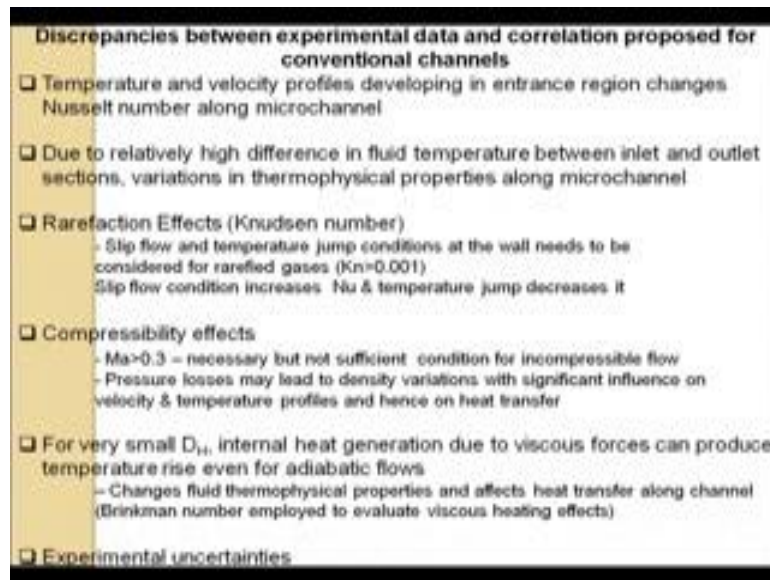 Discrepancies between experimental data and correlation proposed for
conventional channels
❑ Temperature and velocity profiles developing in entrance region changes
Nusselt number along microchannel
❑ Due to relatively high difference in fluid temperature between inlet and outlet
sections, variations in thermophysical properties along microchannel
❑ Rarefaction Effects (Knudsen number)
- Slip flow and temperature jump conditions at the wall needs to be
considered for rarefied gases (Kn>0.001)
Slip flow condition increases Nu & temperature jump decreases it
❑ Compressibility effects
- Ma>0.3 – necessary but not sufficient condition for incompressible flow
- Pressure losses may lead to density variations with significant influence on
velocity & temperature profiles and hence on heat transfer
❑ For very small D_H, internal heat generation due to viscous forces can produce
temperature rise even for adiabatic flows
– Changes fluid thermophysical properties and affects heat transfer along channel
(Brinkman number employed to evaluate viscous heating effects)
❑ Experimental uncertainties